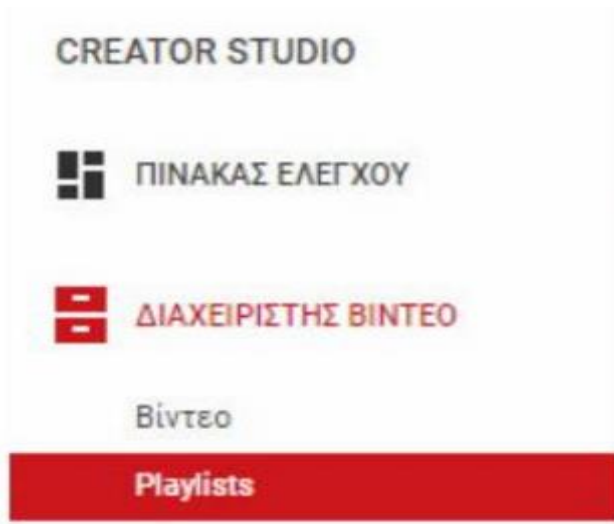 CREATOR STUDIO
ΠΙΝΑΚΑΣ ΕΛΕΓΧΟΥ
ΔΙΑΧΕΙΡΙΣΤΗΣ ΒΙΝΤΕΟ
Βίντεο
Playlists